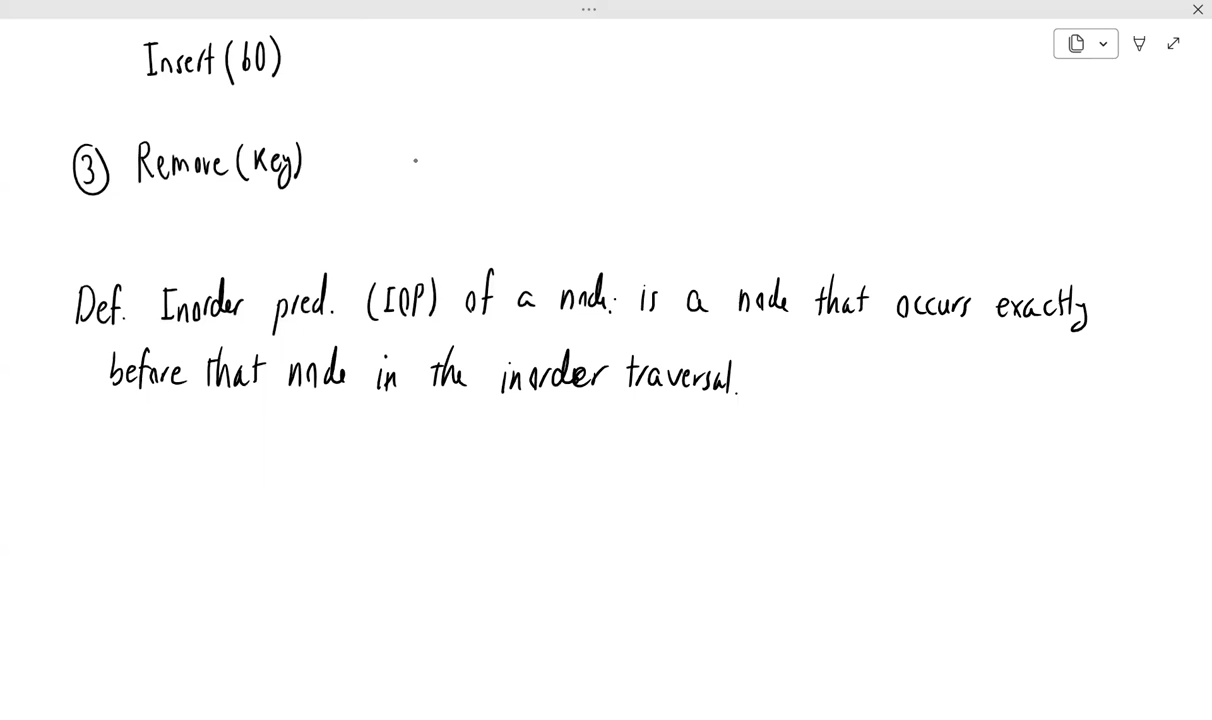 Insert(60)
③ Remove(Key)
Def. Inorder pred. (IOP) of a node: is a node that occurs exactly
before that node in the inorder traversal.